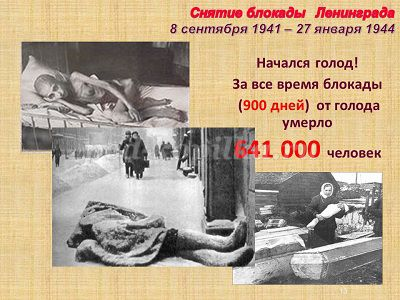 Снятие блокады Ленинграда
8 сентября 1941 – 27 января 1944
Начался голод!
За все время блокады
(900 дней) от голода
умерло
641 000 человек